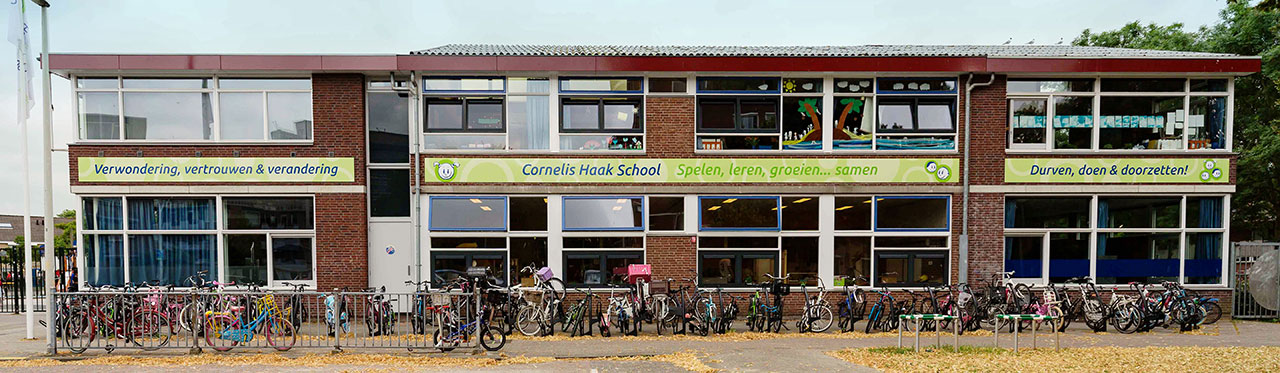 Verwondering, vertrouwen & verandering
Cornelis Haak School Spelen, leren, groeien... samen
Durven, doen & doorzetten!